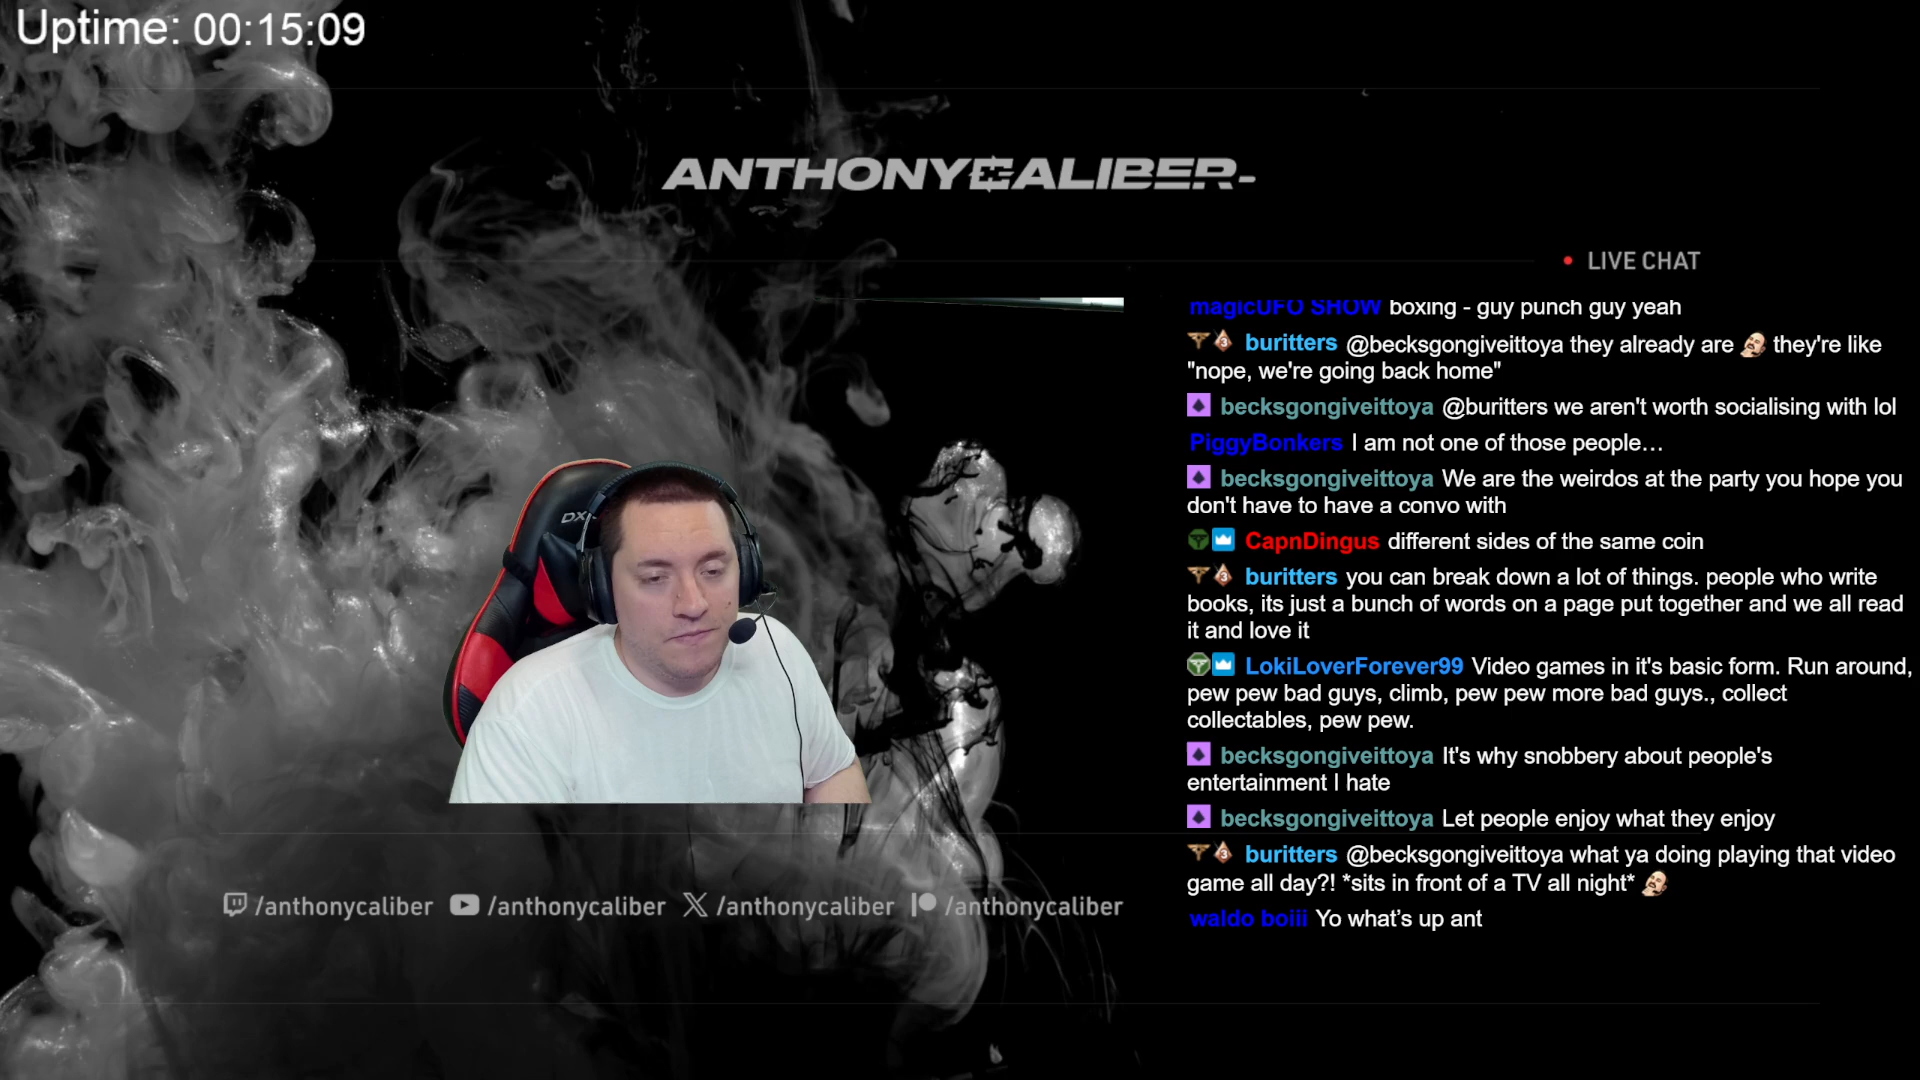 Uptime: 00:15:09
ANTHONYCALIBER-
LIVE CHAT
magicUFO SHOW boxing - guy punch guy yeah
buritters @becksgongiveittoya they already are they're like
"nope, we're going back home"
becksgongiveittoya @buritters we aren't worth socialising with lol
PiggyBonkers I am not one of those people…
becksgongiveittoya We are the weirdos at the party you hope you
don't have to have a convo with
CapnDingus different sides of the same coin
buritters you can break down a lot of things. people who write
books, its just a bunch of words on a page put together and we all read
it and love it
LokiLoverForever99 Video games in it's basic form. Run around,
pew pew bad guys, climb, pew pew more bad guys., collect
collectables, pew pew.
becksgongiveittoya It's why snobbery about people's
entertainment I hate
becksgongiveittoya Let people enjoy what they enjoy
buritters @becksgongiveittoya what ya doing playing that video
game all day?! *sits in front of a TV all night*
waldo boiii Yo what’s up ant
/anthonycaliber /anthonycaliber /anthonycaliber /anthonycaliber